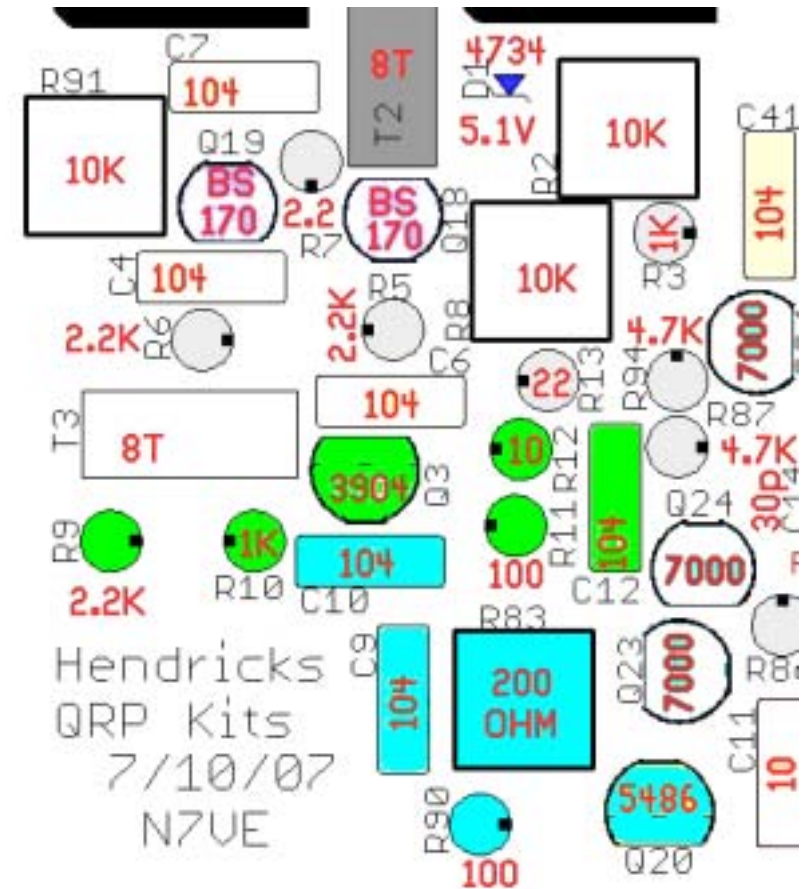 C7
R91
104
10K
8T
T2
4734
D1
5.1V
10K
R2
C41
104
Q19
BS
170
2.2
R7
BS
170
Q18
1K
R3
C4
104
10K
R8
2.2K
R6
R5
2.2K
C6
104
22
R13
4.7K
R94
7000
R87
4.7K
T3
8T
3904
Q3
10
R12
104
C12
30p
C14
Q24
R9
2.2K
1K
R10
104
C10
R11
100
7000
Hendricks
QRP Kits
7/10/07
N7VE
C9
104
R83
200
OHM
Q23
7000
C11
10
R90
100
5486
Q20